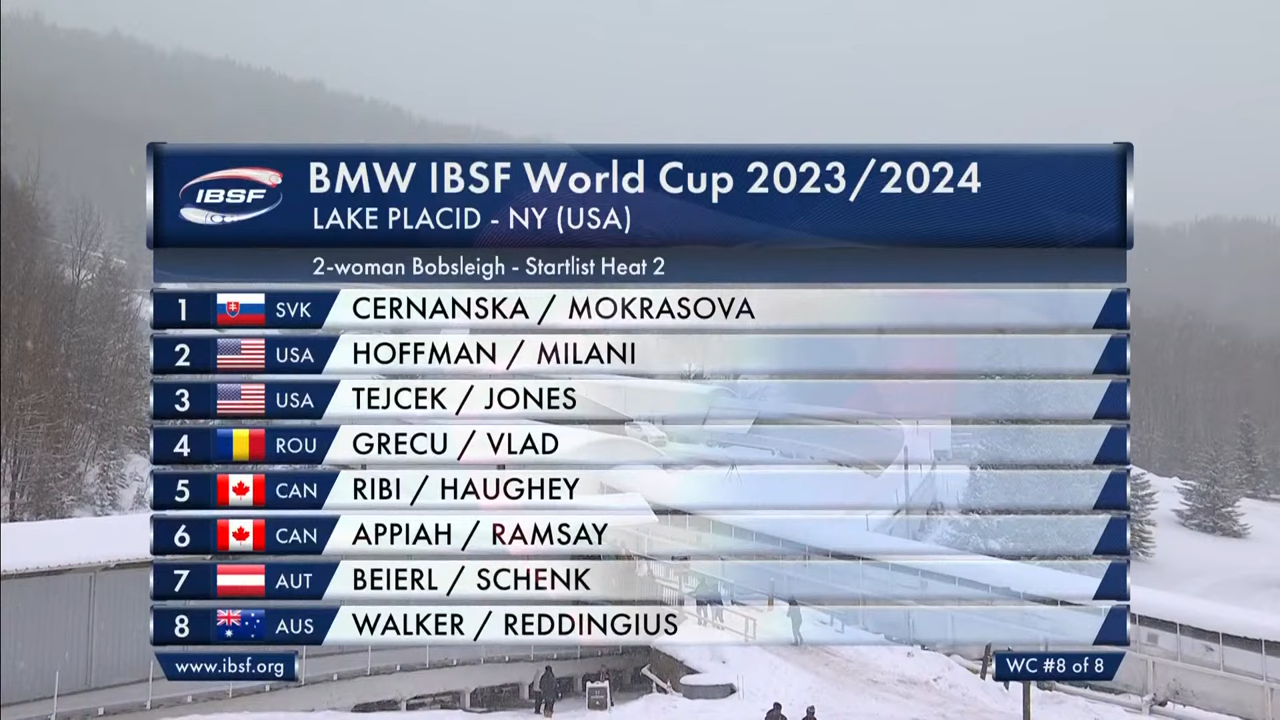 IBSF
BMW IBSF World Cup 2023/2024
LAKE PLACID - NY (USA)
2-woman Bobsleigh - Startlist Heat 2
1 SVK CERNANSKA / MOKRASOVA
2 USA HOFFMAN / MILANI
3 USA TEJCEK / JONES
4 ROU GRECU / VLAD
5 CAN RIBI / HAUGHEY
6 CAN APPIAH / RAMSAY
7 AUT BEIERL / SCHENK
8 AUS WALKER / REDDINGIUS
www.ibsf.org
WC #8 of 8